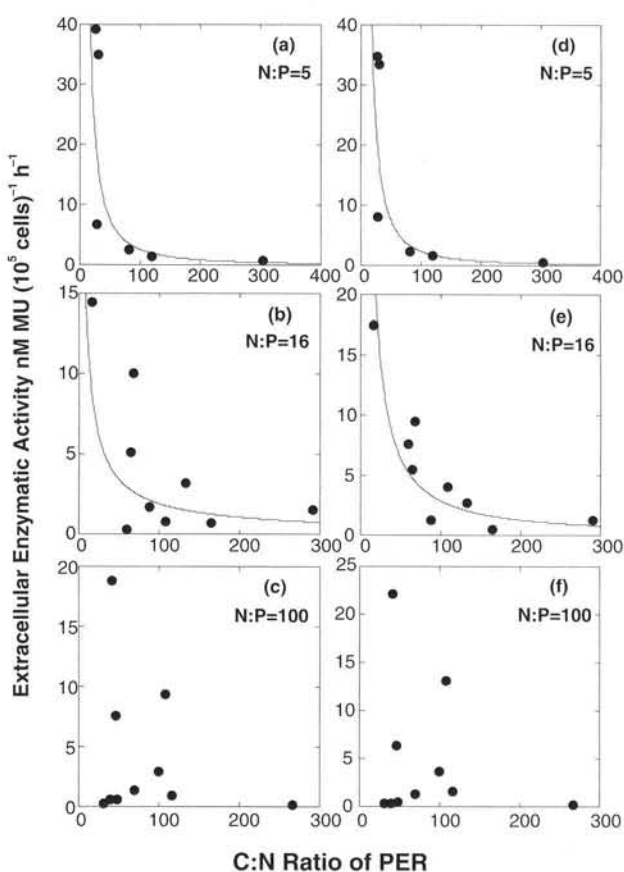 Extracellular Enzymatic Activity nM MU (10⁵ cells)⁻¹ h⁻¹
(a)
N:P=5
40
30
20
10
0
0 100 200 300 400
(d)
N:P=5
40
30
20
10
0
0 100 200 300 400
(b)
N:P=16
15
10
5
0
0 100 200 300
(e)
N:P=16
20
15
10
5
0
0 100 200 300
(c)
N:P=100
20
15
10
5
0
0 100 200 300
(f)
N:P=100
25
20
15
10
5
0
0 100 200 300
C:N Ratio of PER